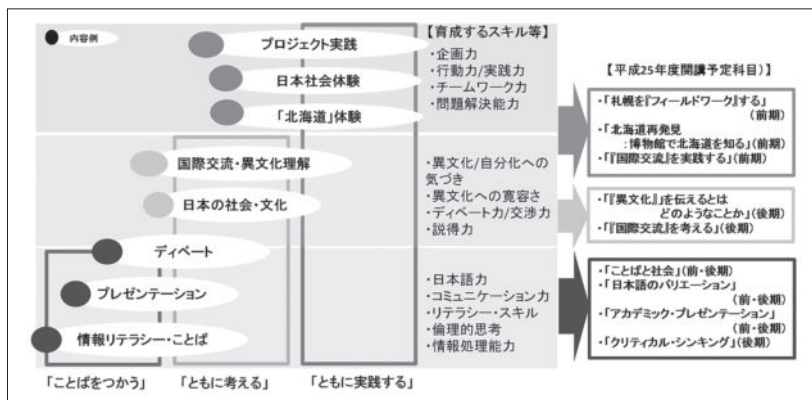 内容例
プロジェクト実践
日本社会体験
「北海道」体験
国際交流・異文化理解
日本の社会・文化
ディベート
プレゼンテーション
情報リテラシー・ことば
「ことばをつかう」
「ともに考える」
「ともに実践する」
【育成するスキル等】
・企画力
・行動力/実践力
・チームワーク力
・問題解決能力
・異文化/自分化への
気づき
・異文化への寛容さ
・ディベート力/交渉力
・説得力
・日本語力
・コミュニケーション力
・リテラシー・スキル
・倫理的思考
・情報処理能力
【平成25年度開講予定科目)】
・「札幌を『フィールドワーク』する」
(前期)
・「北海道再発見
:博物館で北海道を知る」(前期)
・「『国際交流』を実践する」(前期)
・「『異文化』」を伝えるとは
どのようなことか」(後期)
・「『国際交流』を考える」(後期)
・「ことばと社会」(前・後期)
・「日本語のバリエーション」
(前・後期)
・「アカデミック・プレゼンテーション」
(前・後期)
・「クリティカル・シンキング」(後期)